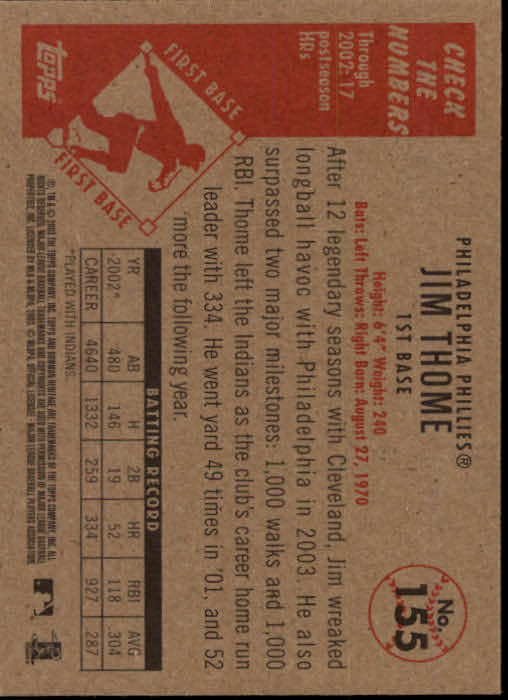 CHECK
THE
NUMBERS
Through
2002: 17
postseason
HRs
FIRST BASE
FIRST BASE
topps
PHILADELPHIA PHILLIES®
JIM THOME
1ST BASE
Height: 6'4" Weight: 240
Bats: Left Throws: Right Born: August 27, 1970
No.
155
After 12 legendary seasons with Cleveland, Jim wreaked
longball havoc with Philadelphia in 2003. He also
surpassed two major milestones: 1,000 walks and 1,000
RBI. Thome left the Indians as the club's career home run
leader with 334. He went yard 49 times in '01, and 52
more the following year.
BATTING RECORD
YR AB H 2B HR RBI AVG
2002* 480 146 19 52 118 .304
CAREER 4640 1332 259 334 927 .287
*PLAYED WITH INDIANS.